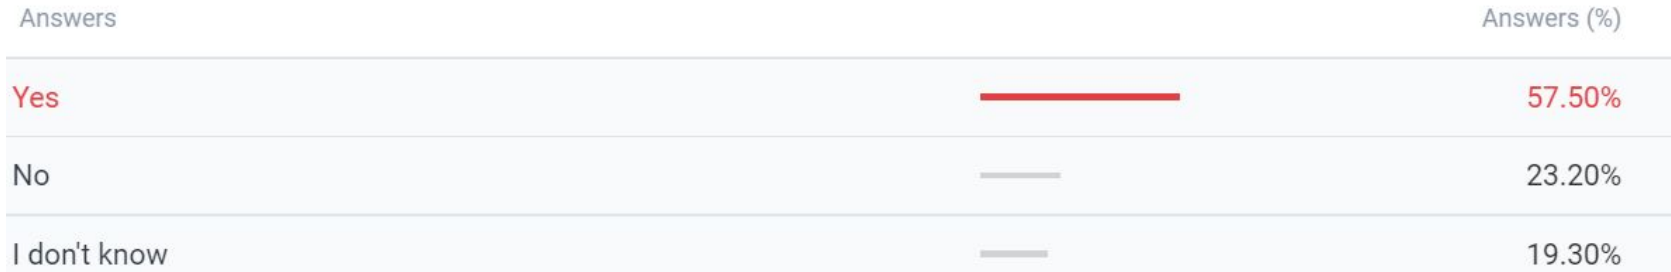 Answers Answers (%)
Yes 57.50%
No 23.20%
I don't know 19.30%